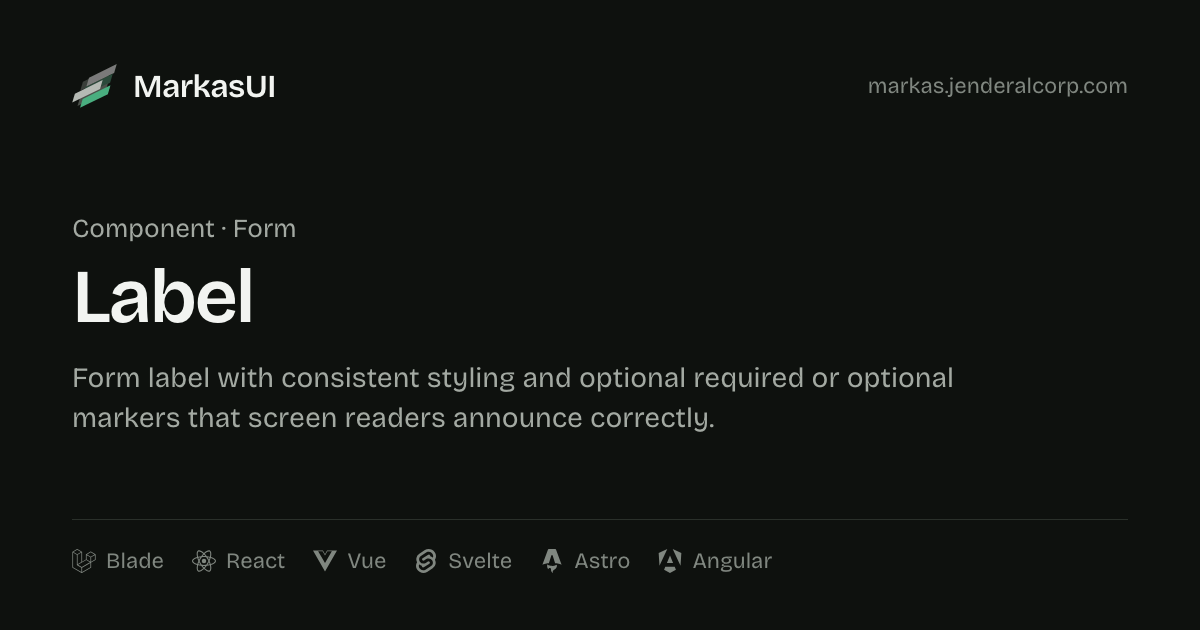 MarkasUI
markas.jenderalcorp.com
Component · Form
Label
Form label with consistent styling and optional required or optional
markers that screen readers announce correctly.
Blade React Vue Svelte Astro Angular